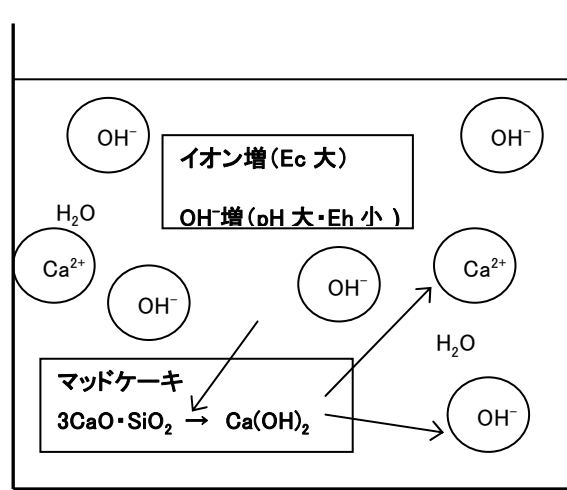 OH⁻
OH⁻
イオン増(Ec 大)
OH⁻増(pH 大・Eh 小 )
H₂O
Ca²⁺
Ca²⁺
OH⁻
OH⁻
H₂O
マッドケーキ
3CaO・SiO₂ → Ca(OH)₂
OH⁻